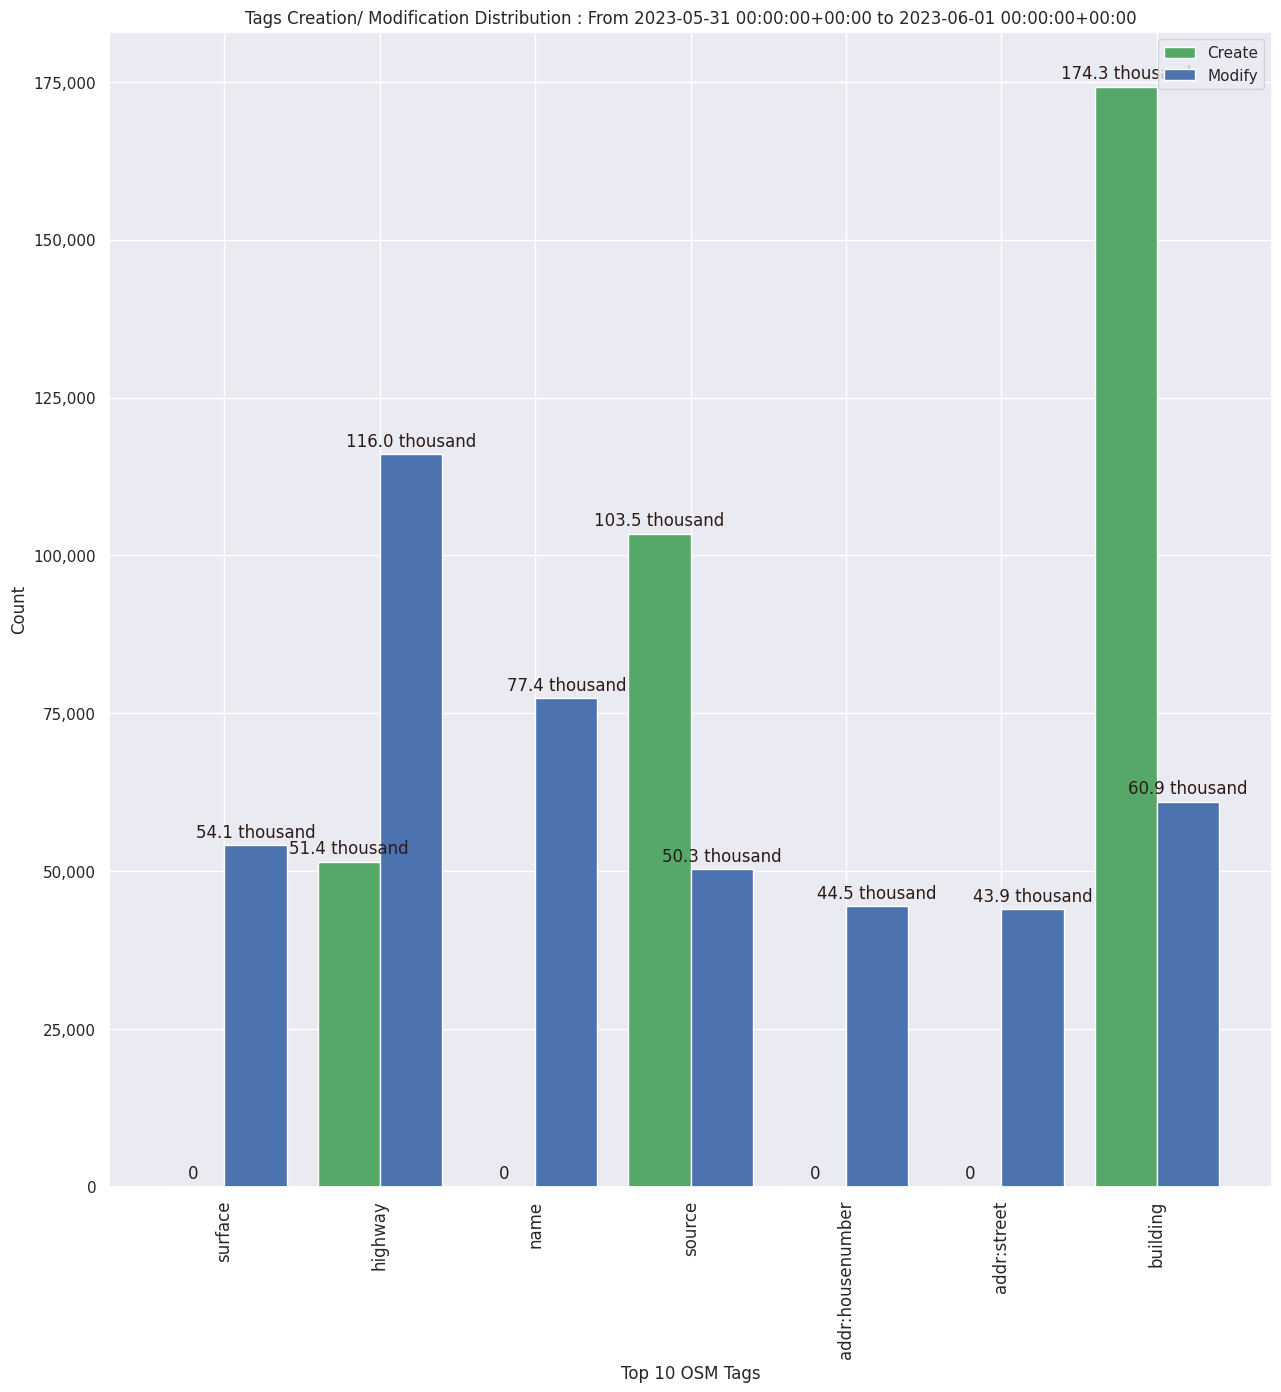 Tags Creation/ Modification Distribution : From 2023-05-31 00:00:00+00:00 to 2023-06-01 00:00:00+00:00
Create
Modify
174.3 thousand
175,000
150,000
125,000
100,000
75,000
50,000
25,000
0
Count
116.0 thousand
103.5 thousand
77.4 thousand
60.9 thousand
54.1 thousand
51.4 thousand
50.3 thousand
44.5 thousand
43.9 thousand
0
0
0
0
surface
highway
name
source
addr:housenumber
addr:street
building
Top 10 OSM Tags